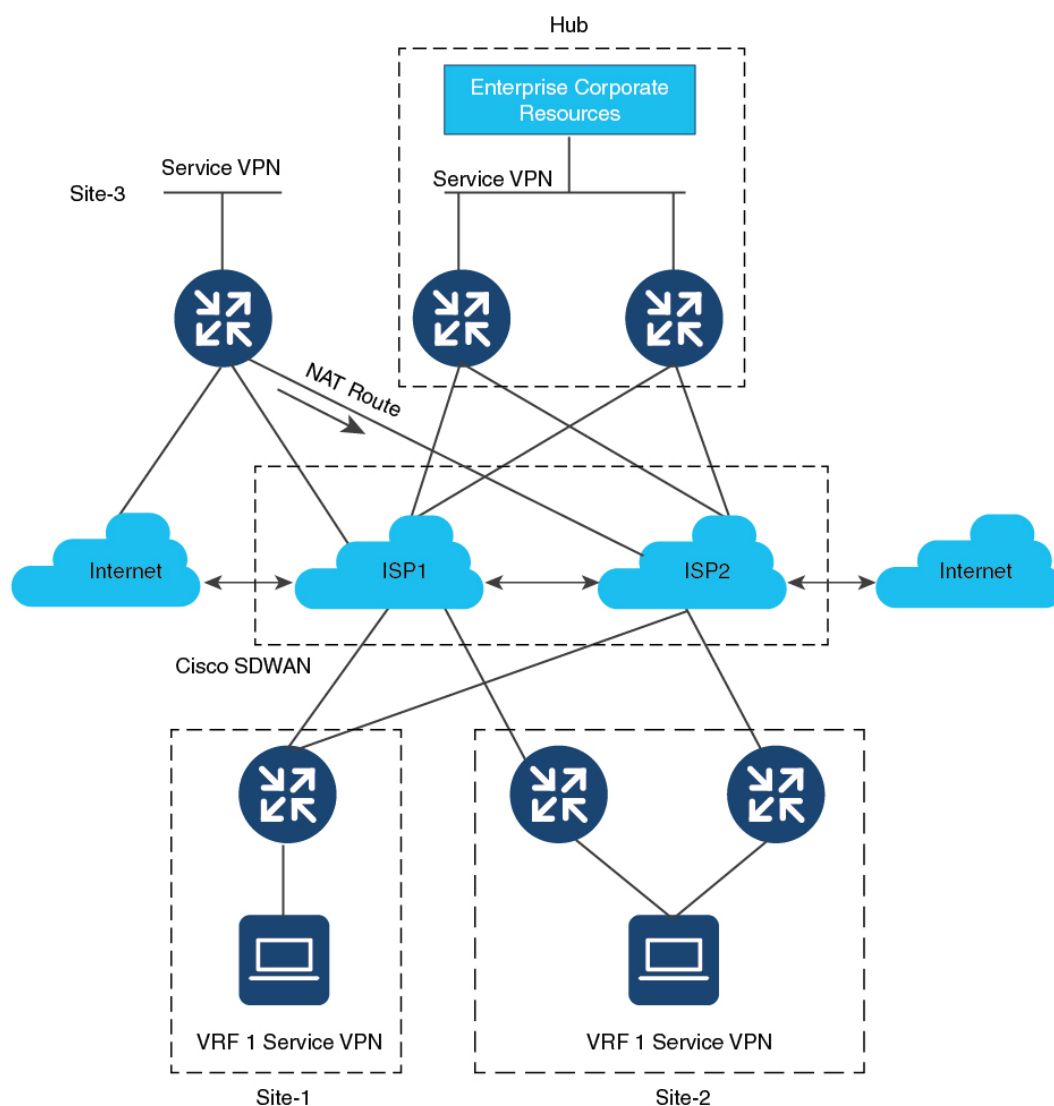 Hub
Enterprise Corporate
Resources
Service VPN
Service VPN
Site-3
NAT Route
Internet
ISP1
ISP2
Internet
Cisco SDWAN
VRF 1 Service VPN
VRF 1 Service VPN
Site-1
Site-2